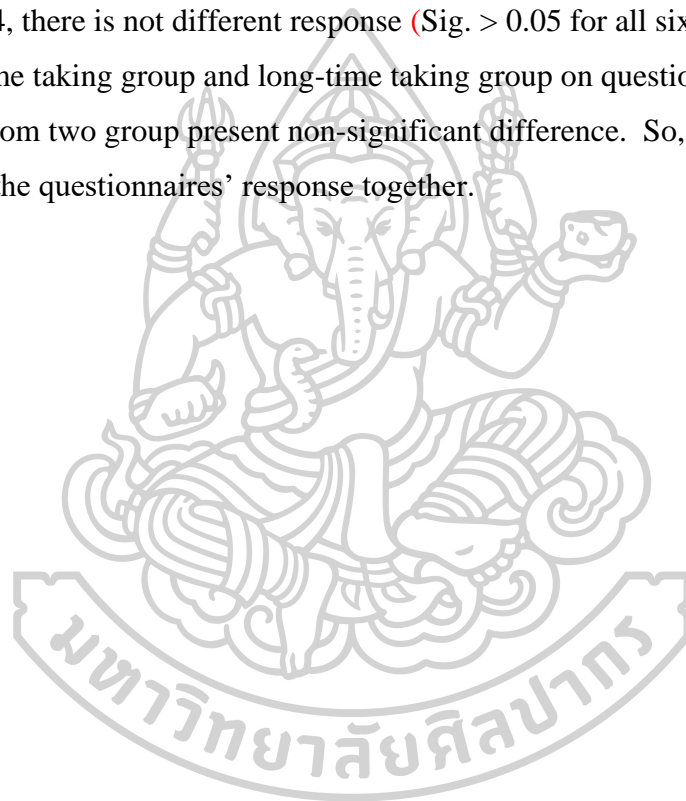 4, there is not different response (Sig. > 0.05 for all six
me taking group and long-time taking group on questio
om two group present non-significant difference.  So,
the questionnaires’ response together.
มหาวิทยาลัยศิลปากร